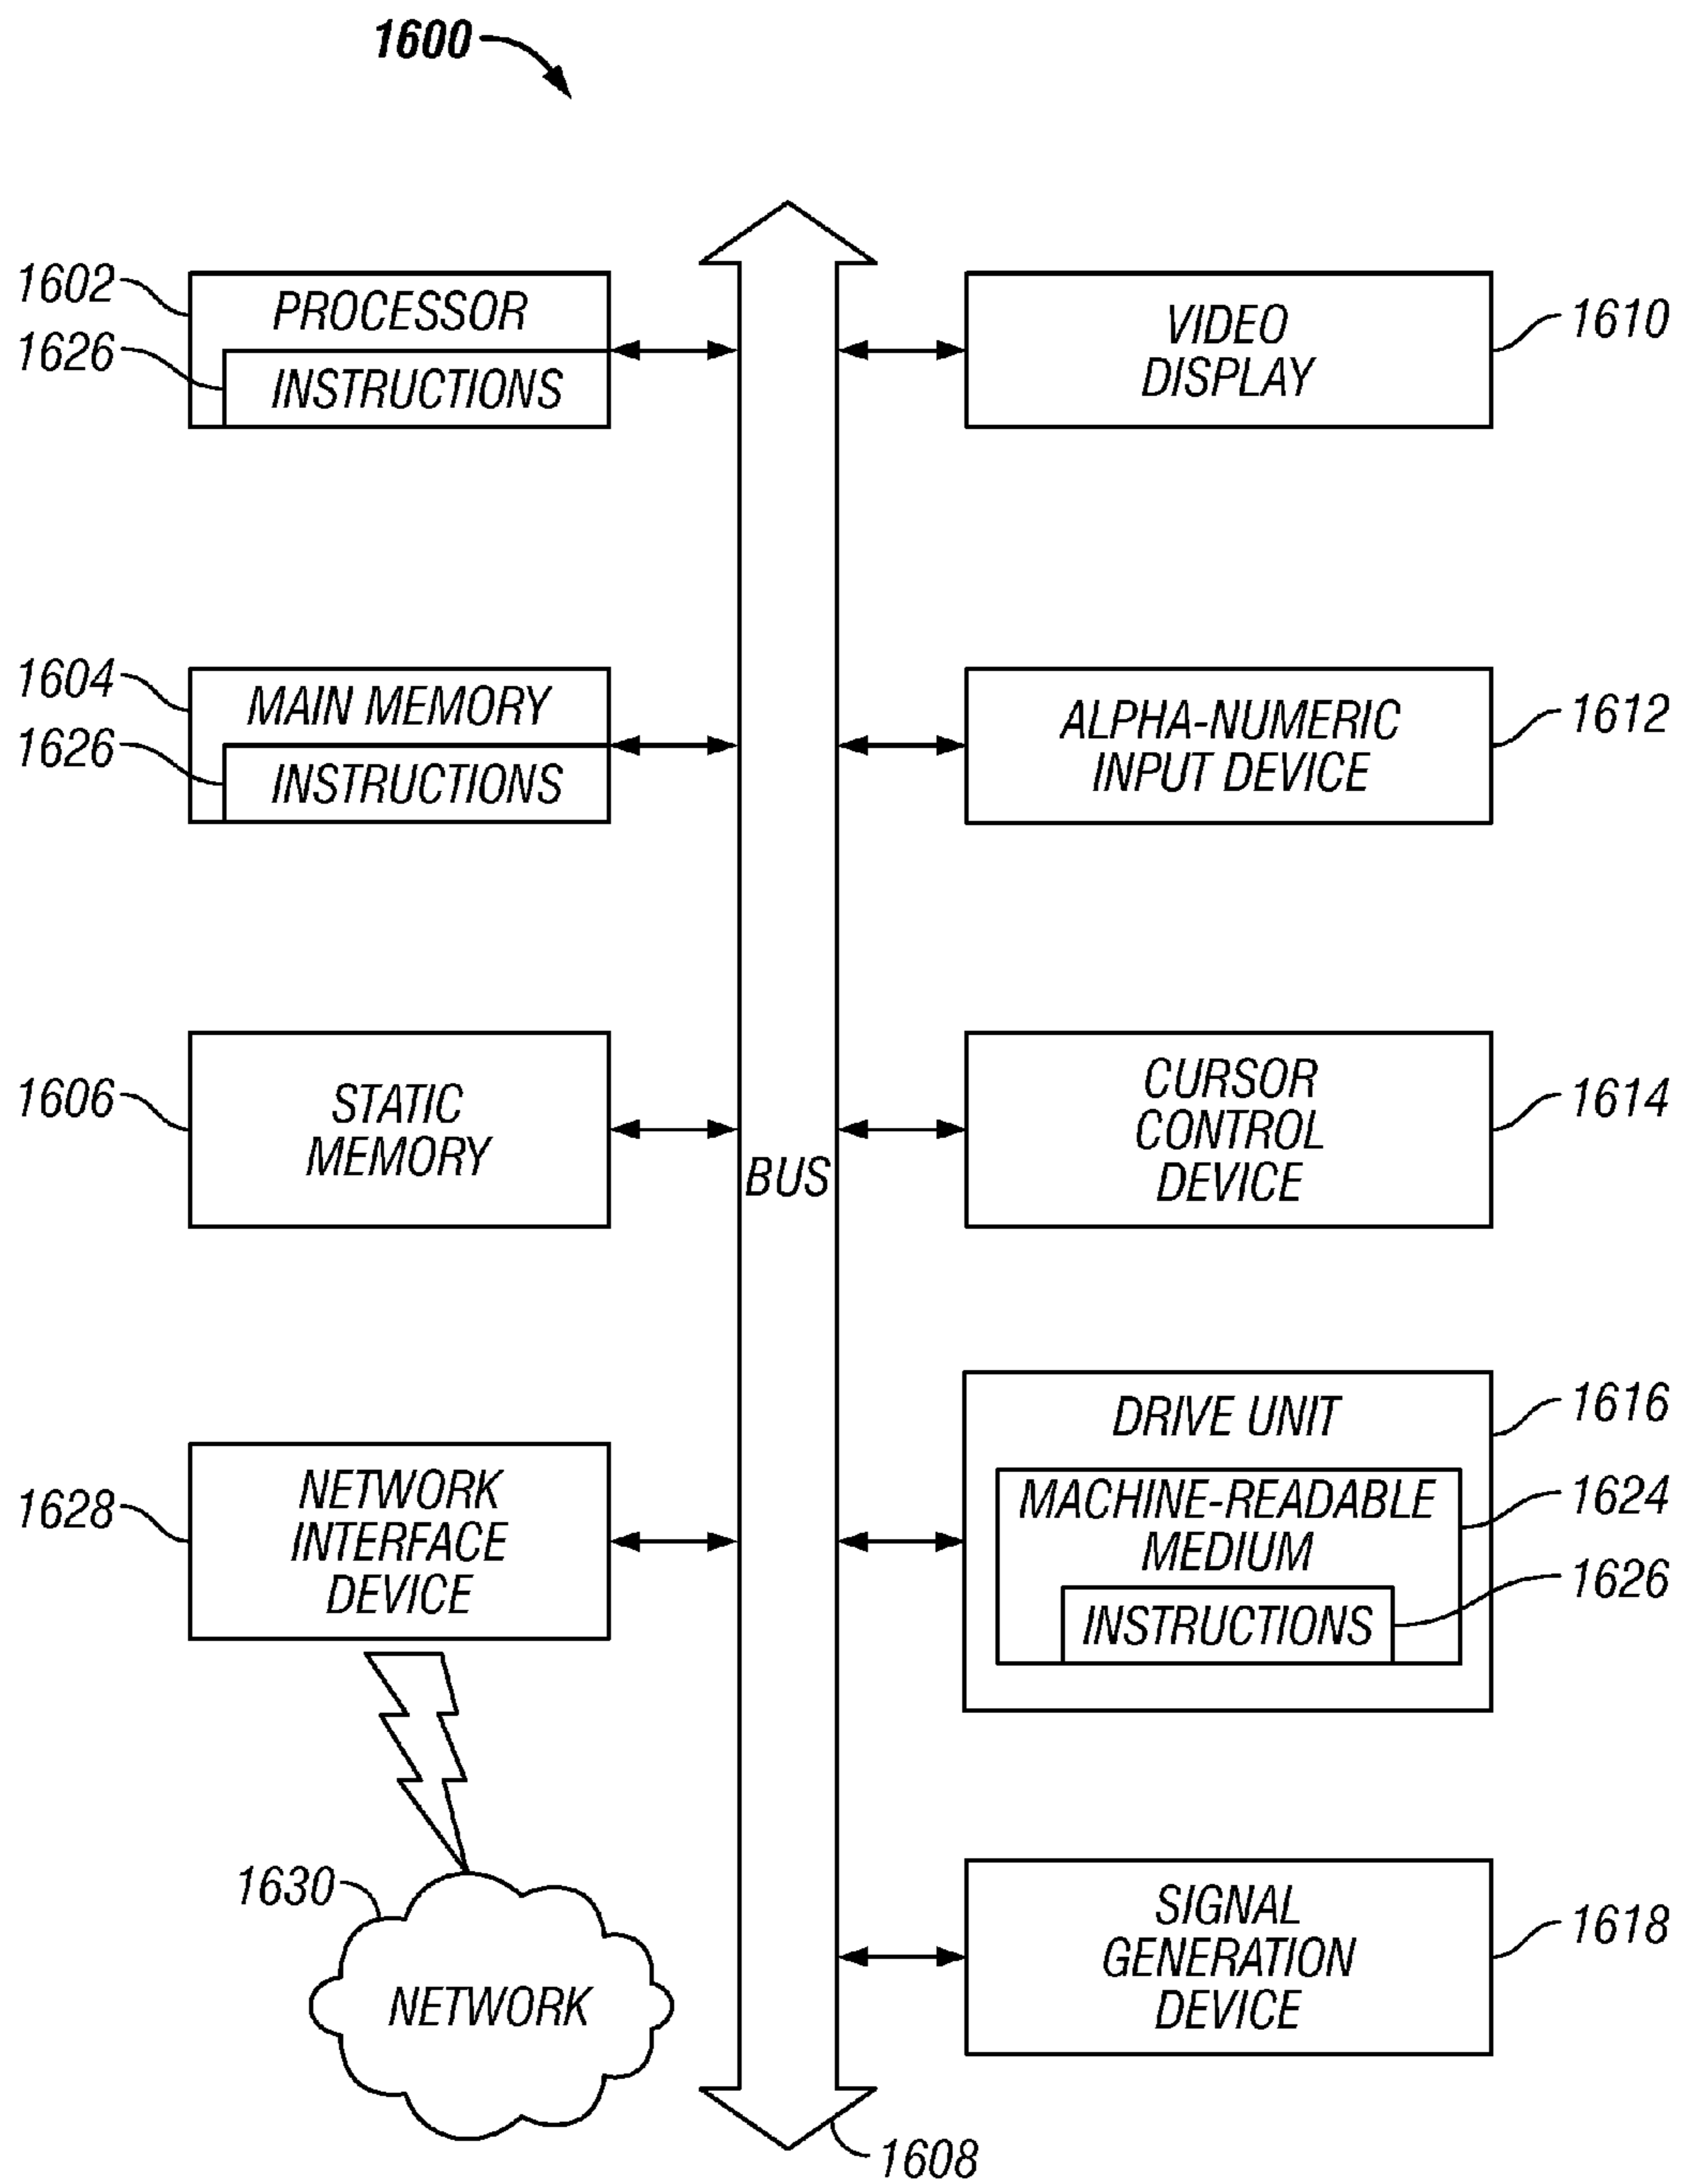 1600
1602
PROCESSOR
1626
INSTRUCTIONS
VIDEO
DISPLAY
1610
1604
MAIN MEMORY
1626
INSTRUCTIONS
ALPHA-NUMERIC
INPUT DEVICE
1612
1606
STATIC
MEMORY
BUS
CURSOR
CONTROL
DEVICE
1614
1628
NETWORK
INTERFACE
DEVICE
DRIVE UNIT
1616
MACHINE-READABLE
MEDIUM
1624
INSTRUCTIONS
1626
1630
NETWORK
SIGNAL
GENERATION
DEVICE
1618
1608